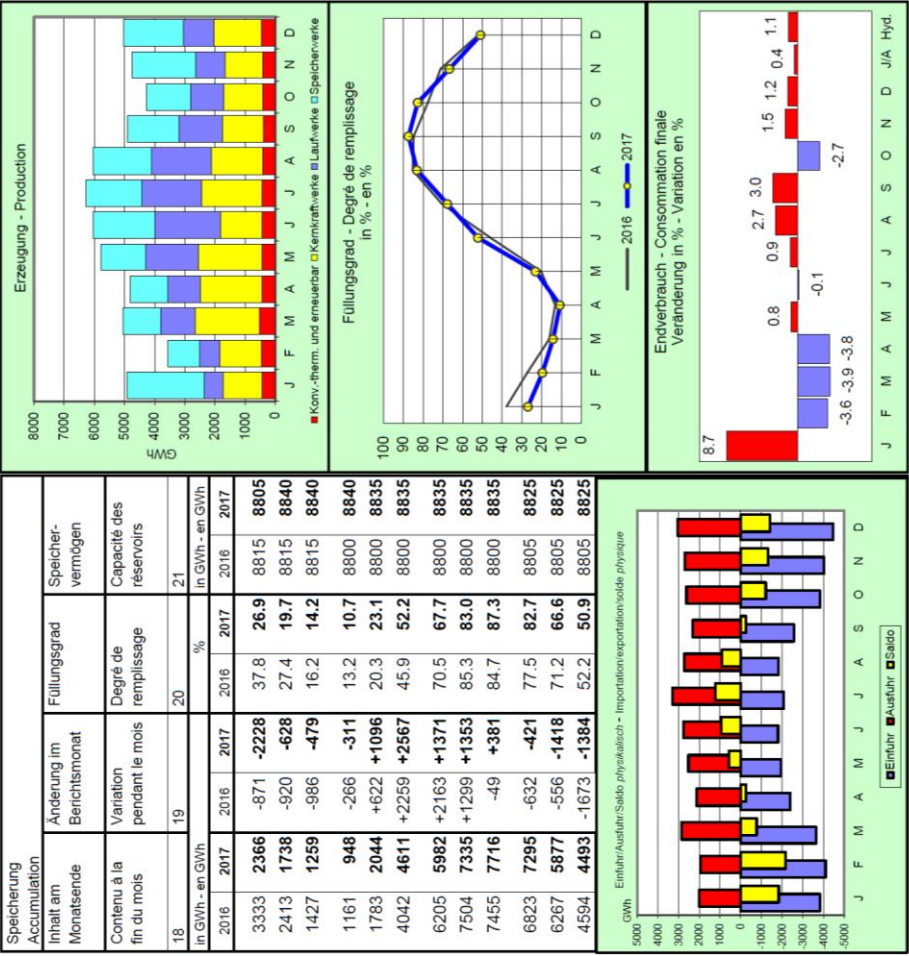 Speicherung
Accumulation
Inhalt am Änderung im Füllungsgrad Speicher-
Monatsende Berichtsmonat vermögen
Contenu à la Variation Degré de Capacité des
fin du mois pendant le mois remplissage réservoirs
18 19 20 21
in GWh - en GWh % in GWh - en GWh
2016 2017 2016 2017 2016 2017 2016 2017
3333 2366 -871 -2228 37.8 26.9 8815 8805
2413 1738 -920 -628 27.4 19.7 8815 8840
1427 1259 -986 -479 16.2 14.2 8815 8840
1161 948 -266 -311 13.2 10.7 8800 8840
1783 2044 +622 +1096 20.3 23.1 8800 8835
4042 4611 +2259 +2567 45.9 52.2 8800 8835
6205 5982 +2163 +1371 70.5 67.7 8800 8835
7504 7335 +1299 +1353 85.3 83.0 8800 8835
7455 7716 -49 +381 84.7 87.3 8800 8835
6823 7295 -632 -421 77.5 82.7 8805 8825
6267 5877 -556 -1418 71.2 66.6 8805 8825
4594 4493 -1673 -1384 52.2 50.9 8805 8825
Erzeugung - Production
8000
7000
6000
5000
4000
3000
2000
1000
0
GWh
J F M A M J J A S O N D
Konv.-therm. und erneuerbar Kernkraftwerke Laufwerke Speicherwerke
Füllungsgrad - Degré de remplissage
in % - en %
100
90
80
70
60
50
40
30
20
10
0
J F M A M J J A S O N D
2016 2017
GWh Einfuhr/Ausfuhr/Saldo physikalisch - Importation/exportation/solde physique
5000
4000
3000
2000
1000
0
-1000
-2000
-3000
-4000
-5000
J F M A M J J A S O N D
Einfuhr Ausfuhr Saldo
Endverbrauch - Consommation finale
Veränderung in % - Variation en %
8.7 -3.6 -3.9 -3.8 0.8 -0.1 0.9 2.7 3.0 -2.7 1.5 1.2 0.4 1.1
J F M A M J J A S O N D J/A Hyd.